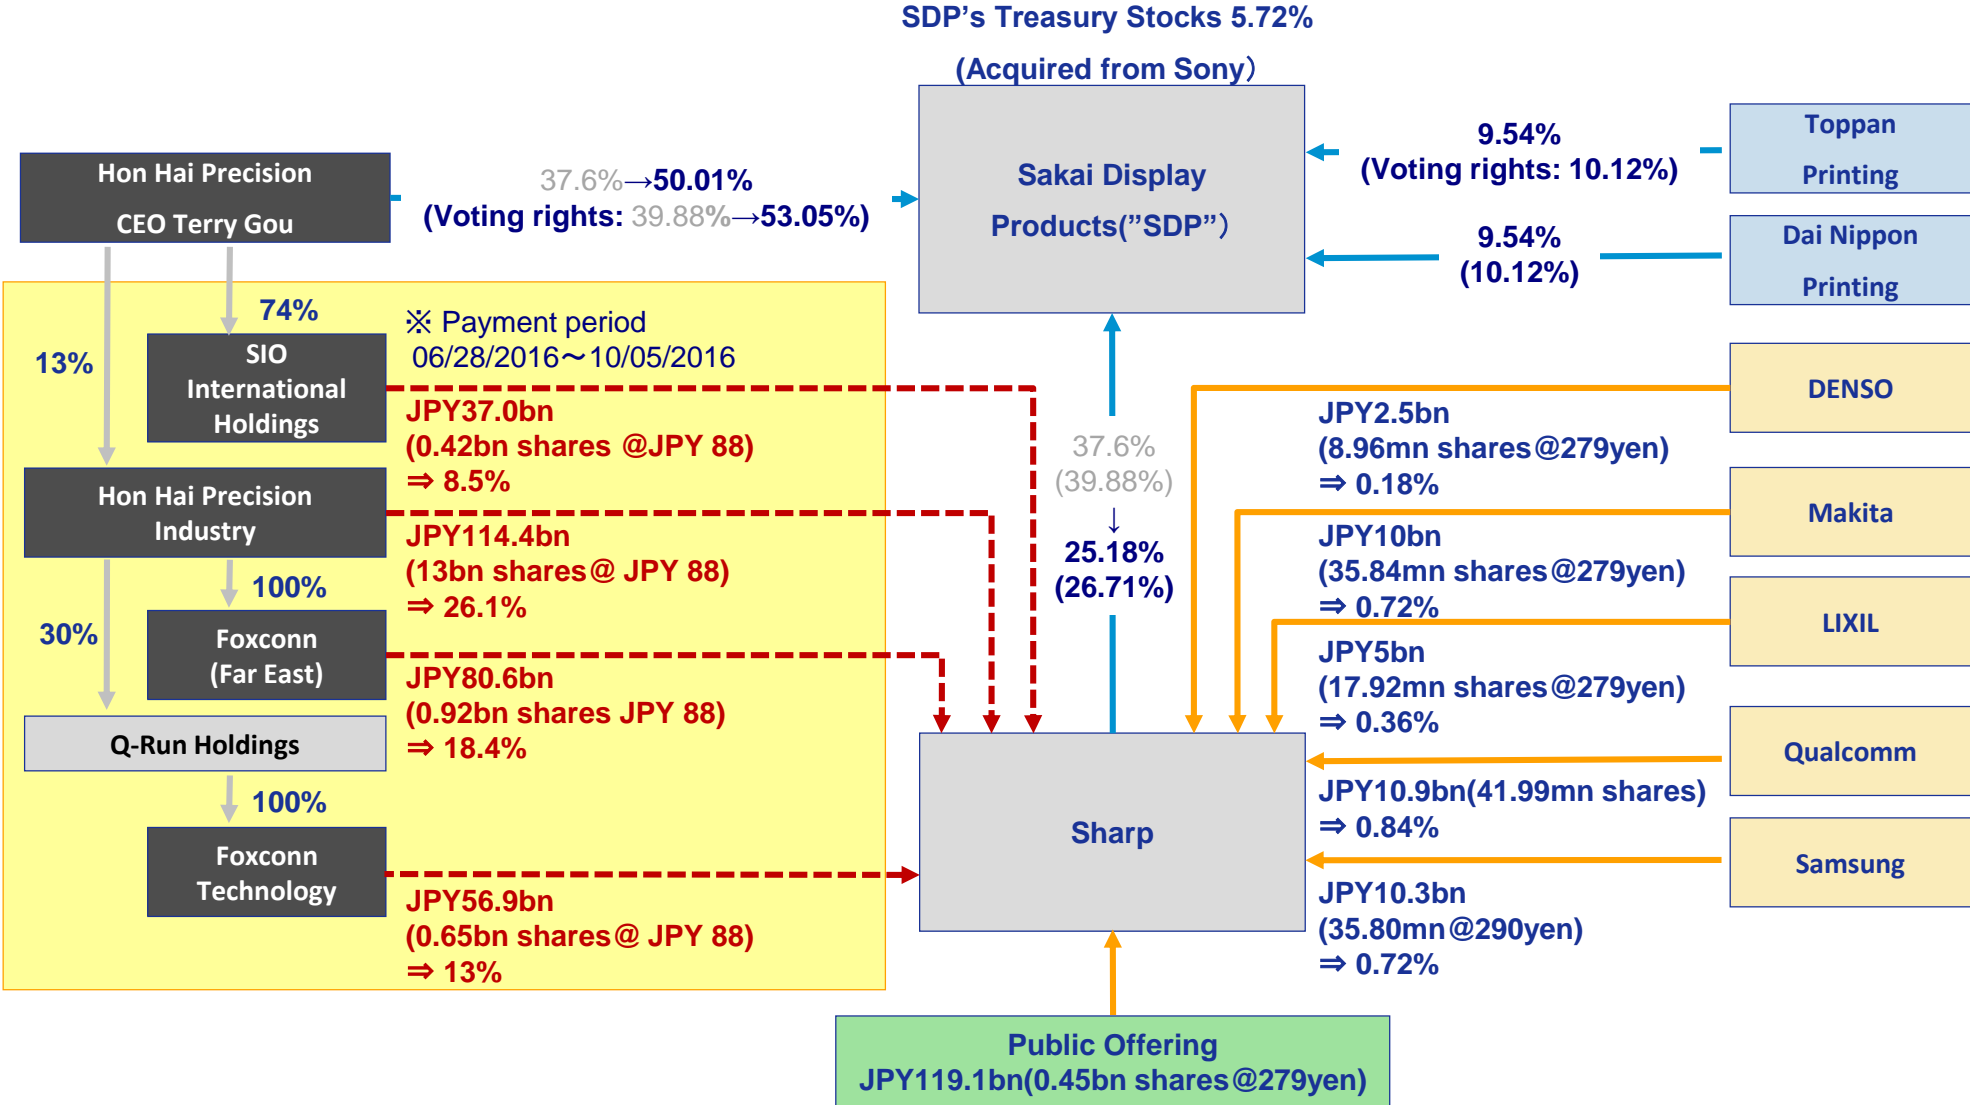 SDP’s Treasury Stocks 5.72%
(Acquired from Sony）
Hon Hai Precision
CEO Terry Gou
37.6%→50.01%
(Voting rights: 39.88%→53.05%)
Sakai Display
Products(”SDP”）
9.54%
(Voting rights: 10.12%)
Toppan
Printing
9.54%
(10.12%)
Dai Nippon
Printing
74%
13%
※ Payment period
06/28/2016～10/05/2016
SIO
International
Holdings
JPY37.0bn
(0.42bn shares @JPY 88)
⇒ 8.5%
Hon Hai Precision
Industry
JPY114.4bn
(13bn shares@ JPY 88)
⇒ 26.1%
100%
30%
Foxconn
(Far East)
JPY80.6bn
(0.92bn shares JPY 88)
⇒ 18.4%
Q-Run Holdings
100%
Foxconn
Technology
JPY56.9bn
(0.65bn shares@ JPY 88)
⇒ 13%
37.6%
(39.88%)
↓
25.18%
(26.71%)
Sharp
DENSO
JPY2.5bn
(8.96mn shares@279yen)
⇒ 0.18%
Makita
JPY10bn
(35.84mn shares@279yen)
⇒ 0.72%
LIXIL
JPY5bn
(17.92mn shares@279yen)
⇒ 0.36%
Qualcomm
JPY10.9bn(41.99mn shares)
⇒ 0.84%
Samsung
JPY10.3bn
(35.80mn@290yen)
⇒ 0.72%
Public Offering
JPY119.1bn(0.45bn shares@279yen)